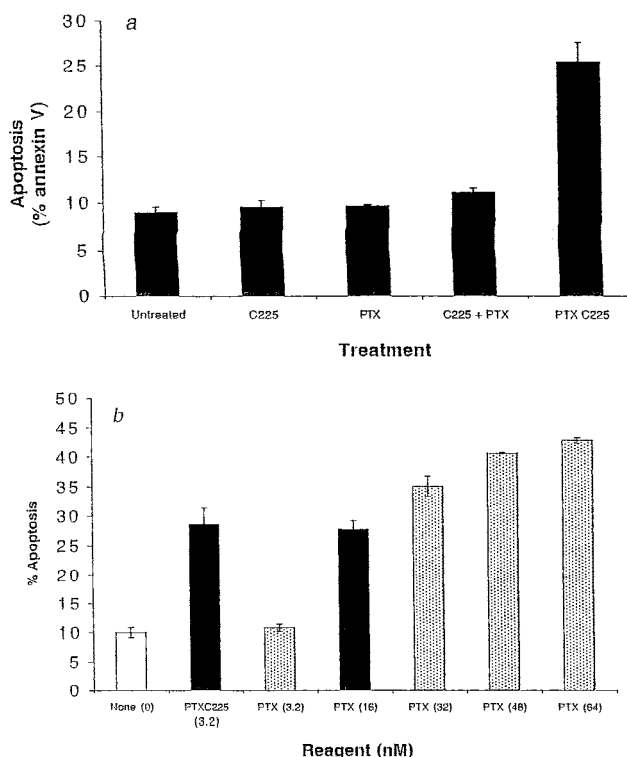 a
30
25
20
15
10
5
0
Apoptosis
(% annexin V)
Untreated
C225
PTX
C225 + PTX
PTX C225
Treatment
b
50
45
40
35
30
25
20
15
10
5
0
% Apoptosis
None (0)
PTXC225
(3.2)
PTX (3.2)
PTX (16)
PTX (32)
PTX (48)
PTX (64)
Reagent (nM)